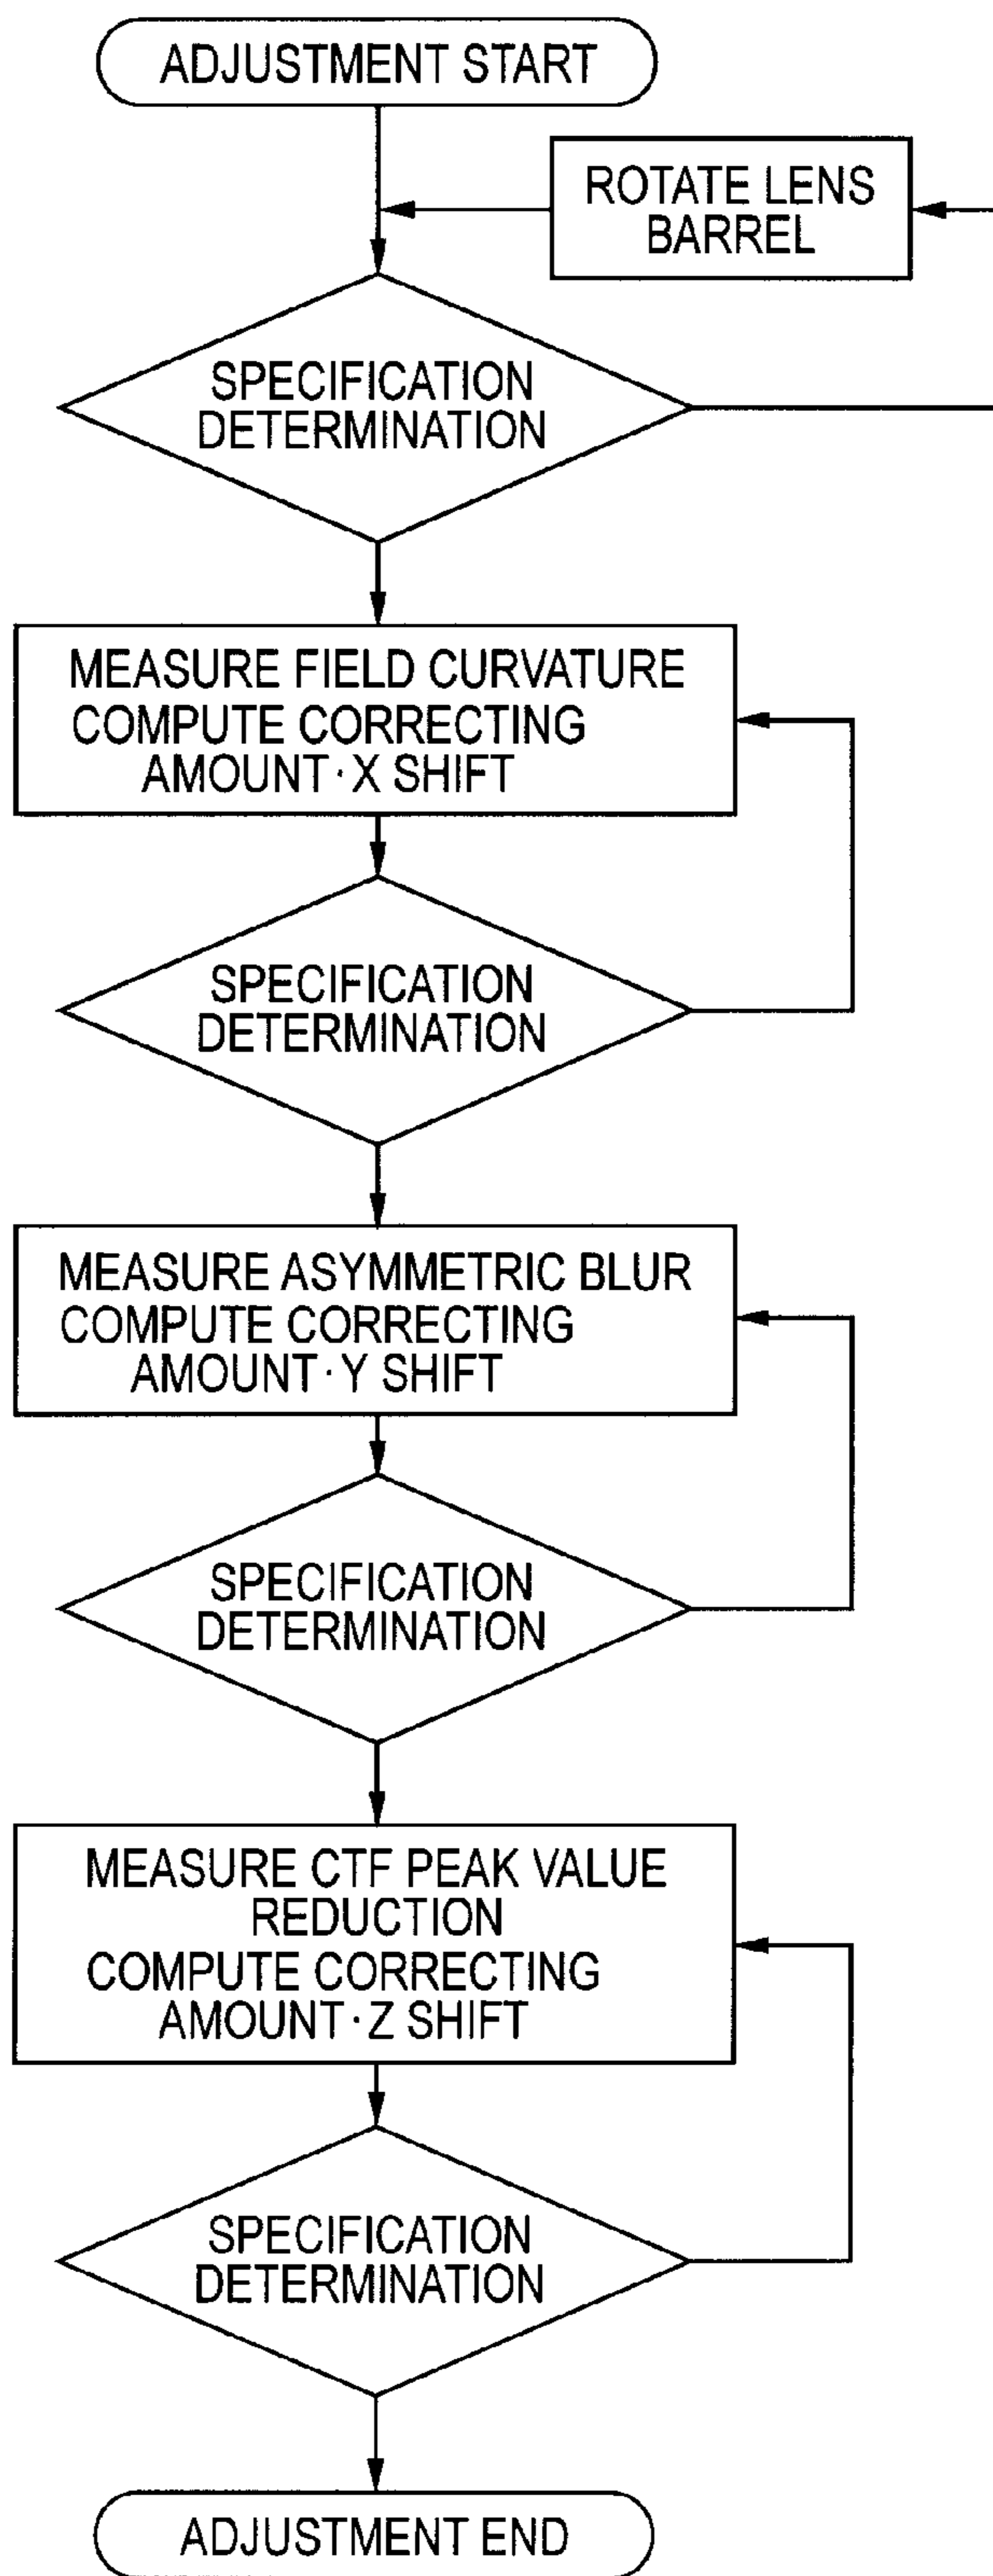 ADJUSTMENT START
ROTATE LENS
BARREL
SPECIFICATION
DETERMINATION
MEASURE FIELD CURVATURE
COMPUTE CORRECTING
AMOUNT·X SHIFT
SPECIFICATION
DETERMINATION
MEASURE ASYMMETRIC BLUR
COMPUTE CORRECTING
AMOUNT·Y SHIFT
SPECIFICATION
DETERMINATION
MEASURE CTF PEAK VALUE
REDUCTION
COMPUTE CORRECTING
AMOUNT·Z SHIFT
SPECIFICATION
DETERMINATION
ADJUSTMENT END